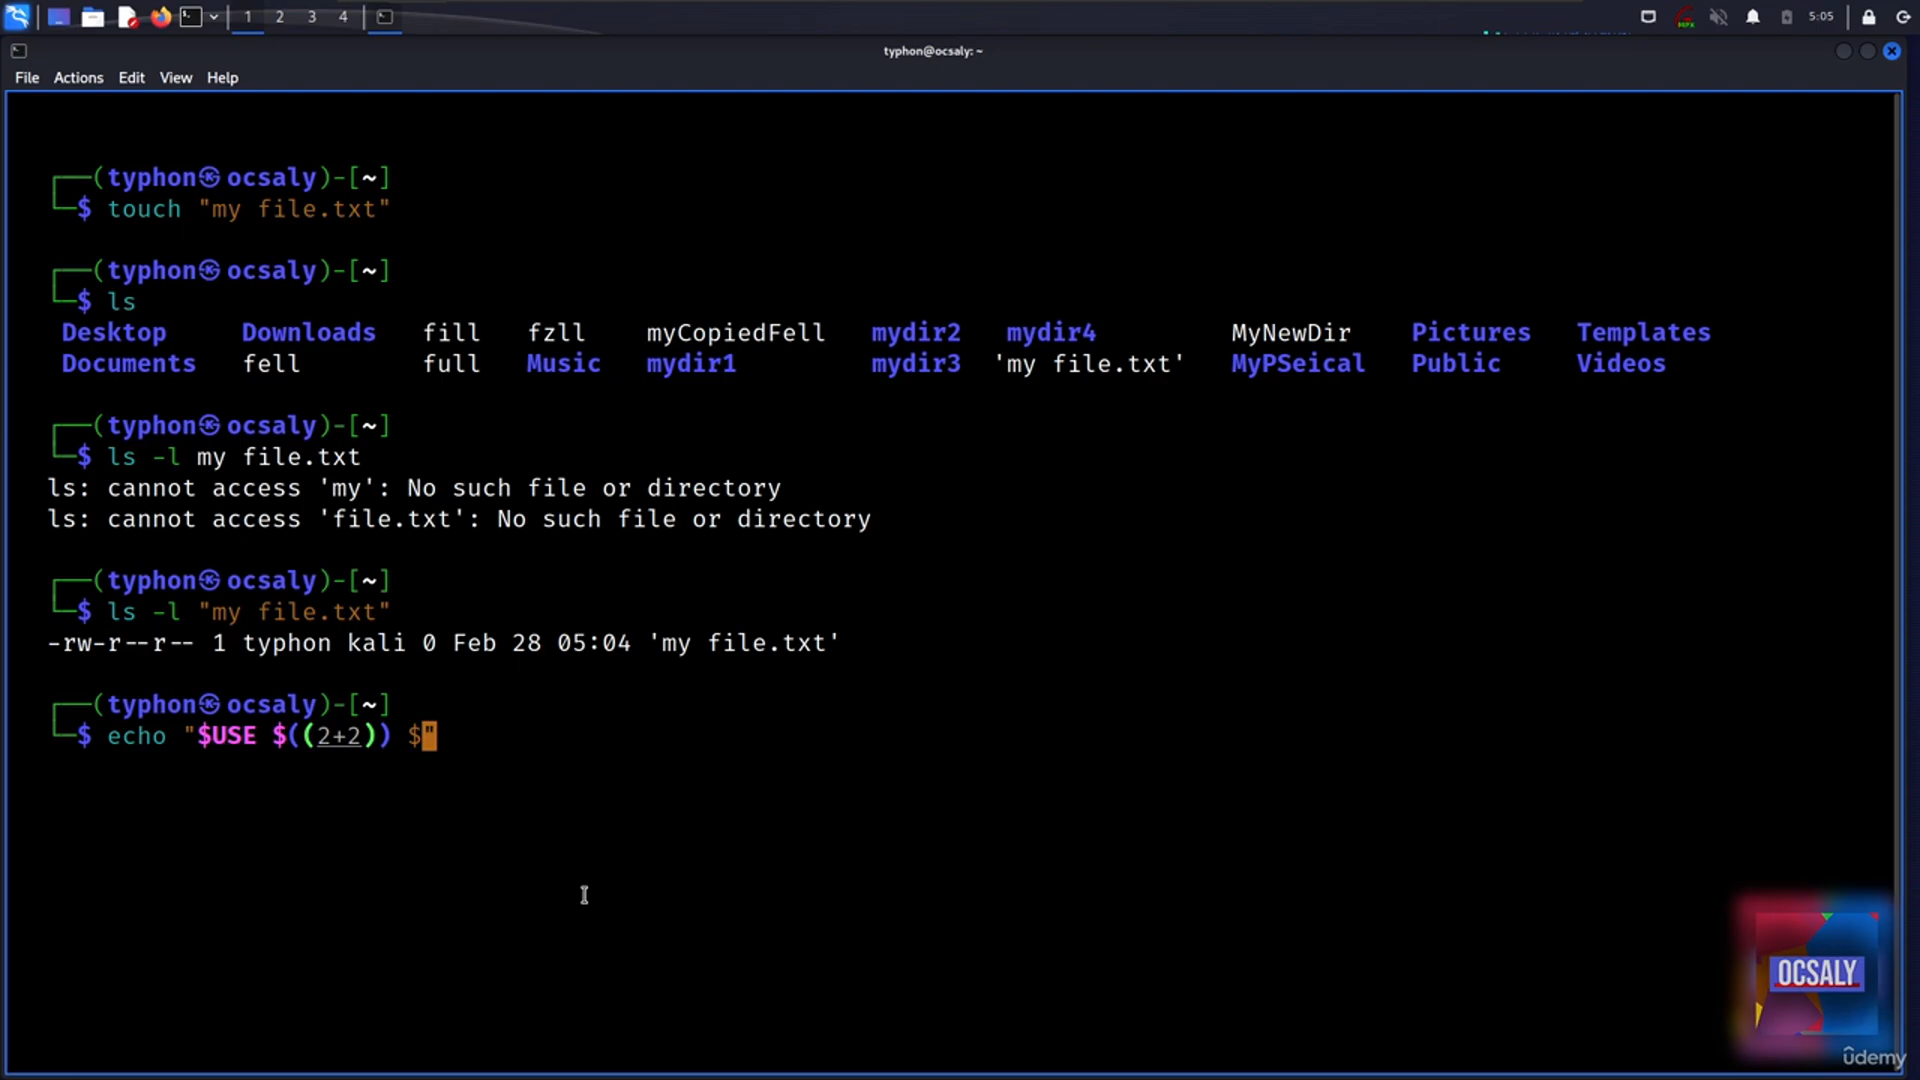 1 2 3 4
5:05
typhon@ocsaly: ~
File Actions Edit View Help
┌──(typhon㉿ocsaly)-[~]
└─$ touch "my file.txt"
┌──(typhon㉿ocsaly)-[~]
└─$ ls
Desktop Downloads fill fzll myCopiedFell mydir2 mydir4 MyNewDir Pictures Templates
Documents fell full Music mydir1 mydir3 'my file.txt' MyPSeical Public Videos
┌──(typhon㉿ocsaly)-[~]
└─$ ls -l my file.txt
ls: cannot access 'my': No such file or directory
ls: cannot access 'file.txt': No such file or directory
┌──(typhon㉿ocsaly)-[~]
└─$ ls -l "my file.txt"
-rw-r--r-- 1 typhon kali 0 Feb 28 05:04 'my file.txt'
┌──(typhon㉿ocsaly)-[~]
└─$ echo "$USE $((2+2)) $"
OCSALY
ûdemy